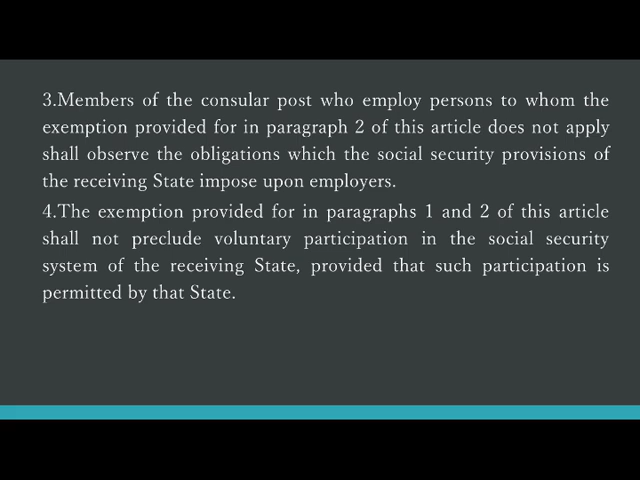 3.Members of the consular post who employ persons to whom the
exemption provided for in paragraph 2 of this article does not apply
shall observe the obligations which the social security provisions of
the receiving State impose upon employers.
4.The exemption provided for in paragraphs 1 and 2 of this article
shall not preclude voluntary participation in the social security
system of the receiving State, provided that such participation is
permitted by that State.